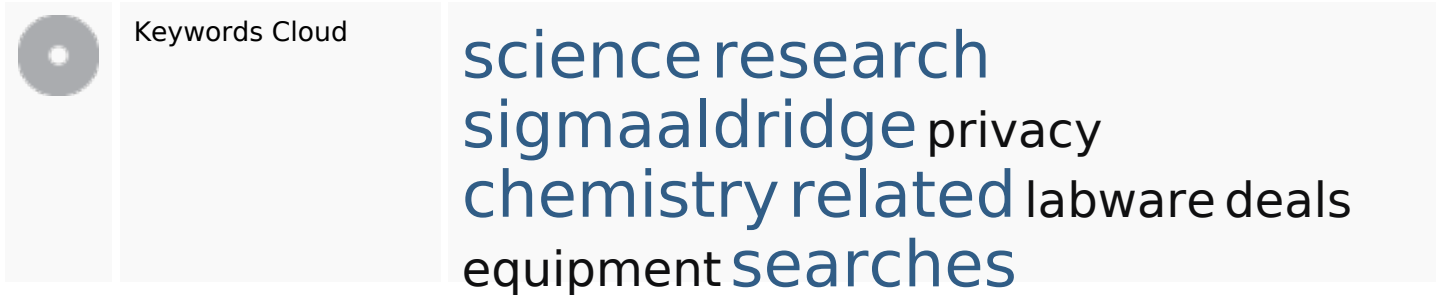 Keywords Cloud
science research
sigmaaldridge privacy
chemistry related labware deals
equipment searches